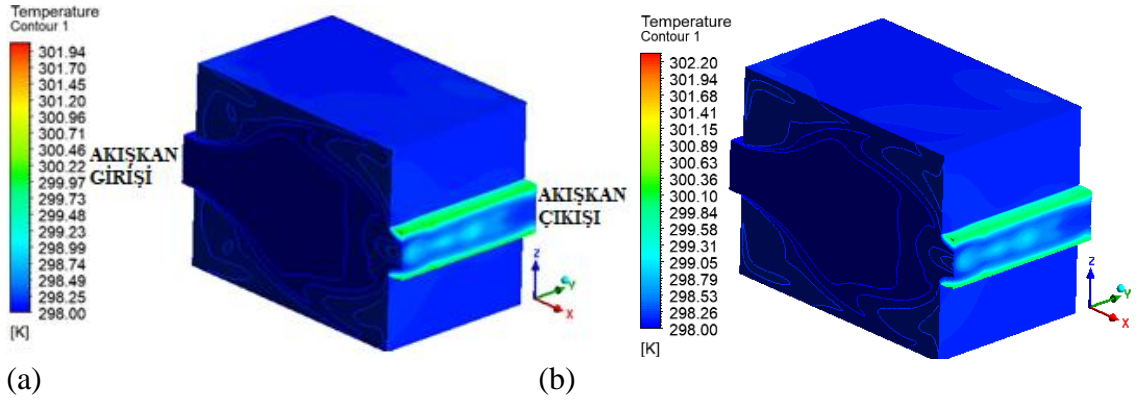 Temperature
Contour 1
301.94
301.70
301.45
301.20
300.96
300.71
300.46
300.22
299.97
299.73
299.48
299.23
298.99
298.74
298.49
298.25
298.00
[K]
AKIŞKAN
GİRİŞİ
AKIŞKAN
ÇIKIŞI
Z
Y
X
(a)
Temperature
Contour 1
302.20
301.94
301.68
301.41
301.15
300.89
300.63
300.36
300.10
299.84
299.58
299.31
299.05
298.79
298.53
298.26
298.00
[K]
Z
Y
X
(b)